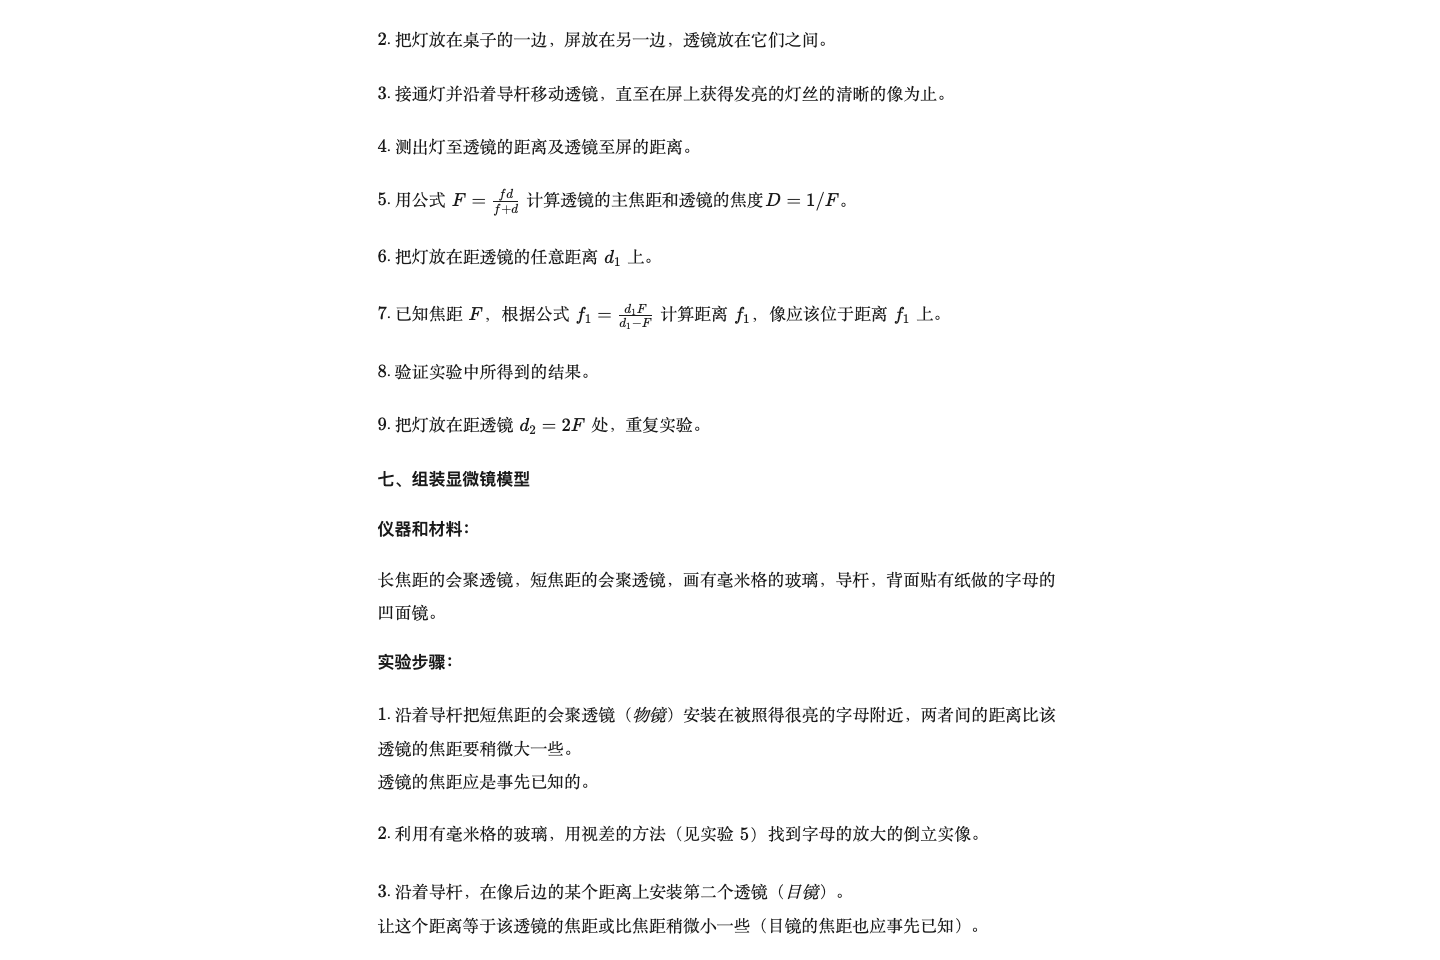 2. 把灯放在桌子的一边，屏放在另一边，透镜放在它们之间。
3. 接通灯并沿着导杆移动透镜，直至在屏上获得发亮的灯丝的清晰的像为止。
4. 测出灯至透镜的距离及透镜至屏的距离。
5. 用公式 $F = \frac{fd}{f+d}$ 计算透镜的主焦距和透镜的焦度$D = 1/F$。
6. 把灯放在距透镜的任意距离 $d_1$ 上。
7. 已知焦距 $F$，根据公式 $f_1 = \frac{d_1F}{d_1-F}$ 计算距离 $f_1$，像应该位于距离 $f_1$ 上。
8. 验证实验中所得到的结果。
9. 把灯放在距透镜 $d_2 = 2F$ 处，重复实验。
七、组装显微镜模型
仪器和材料：
长焦距的会聚透镜，短焦距的会聚透镜，画有毫米格的玻璃，导杆，背面贴有纸做的字母的
凹面镜。
实验步骤：
1. 沿着导杆把短焦距的会聚透镜（物镜）安装在被照得很亮的字母附近，两者间的距离比该
透镜的焦距要稍微大一些。
透镜的焦距应是事先已知的。
2. 利用有毫米格的玻璃，用视差的方法（见实验 5）找到字母的放大的倒立实像。
3. 沿着导杆，在像后边的某个距离上安装第二个透镜（目镜）。
让这个距离等于该透镜的焦距或比焦距稍微小一些（目镜的焦距也应事先已知）。